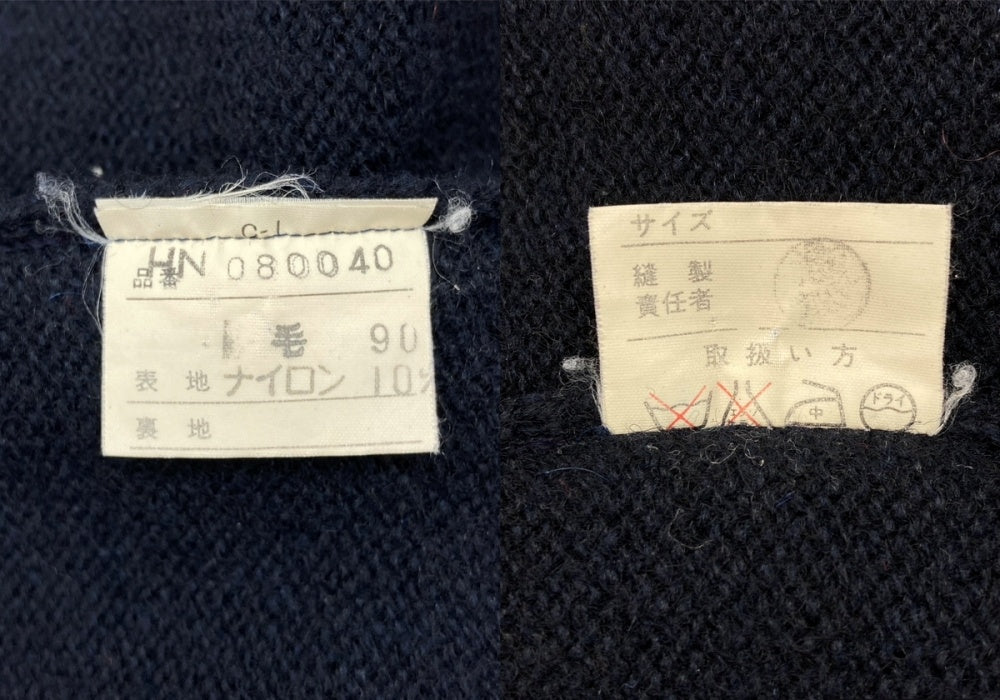 C-L
品番 HN 080040
毛 90
表地 ナイロン 10%
裏地
サイズ
縫製
責任者
取扱い方
中 ドライ